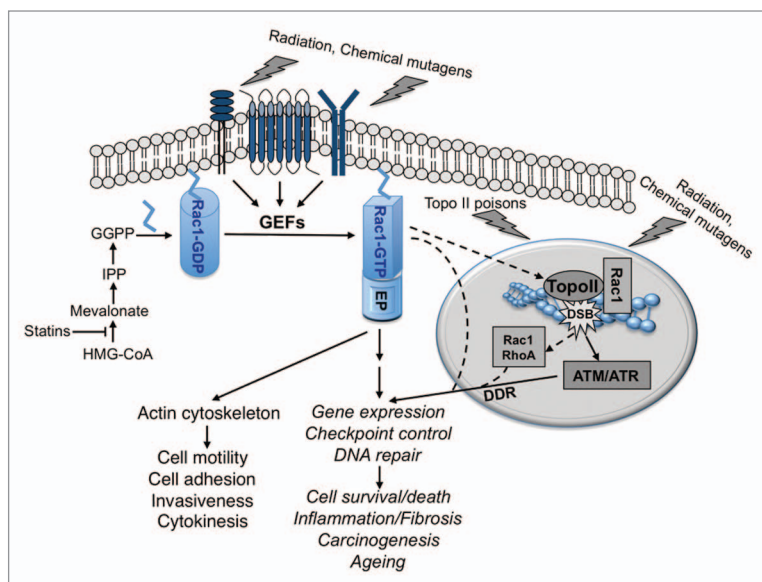 Radiation, Chemical mutagens
Radiation,
Chemical mutagens
Topo II poisons
GEFs
Rac1-GDP
Rac1-GTP
EP
GGPP
IPP
Mevalonate
Statins
HMG-CoA
TopoII
Rac1
DSB
Rac1
RhoA
ATM/ATR
DDR
Actin cytoskeleton
Cell motility
Cell adhesion
Invasiveness
Cytokinesis
Gene expression
Checkpoint control
DNA repair
Cell survival/death
Inflammation/Fibrosis
Carcinogenesis
Ageing